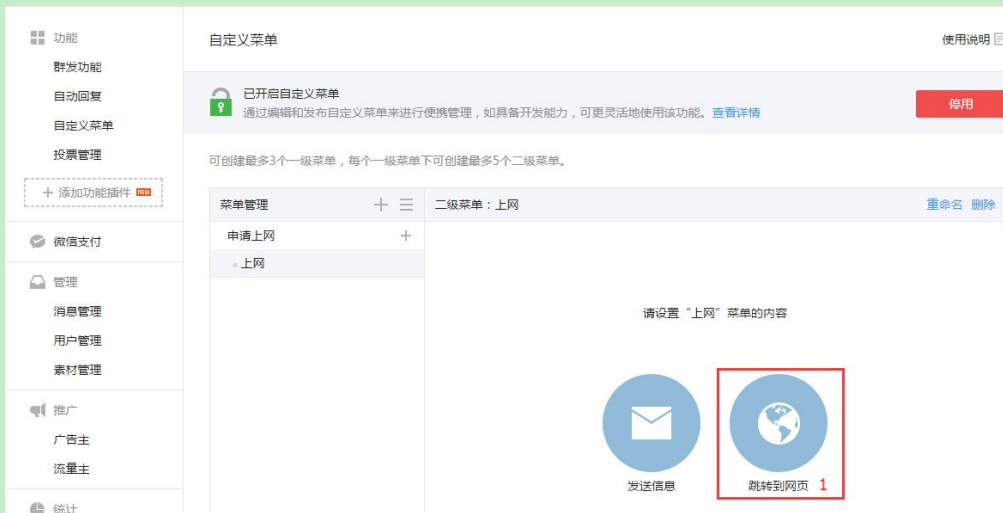 功能
群发功能
自动回复
自定义菜单
投票管理
添加功能插件 NEW
微信支付
管理
消息管理
用户管理
素材管理
推广
广告主
流量主
统计
自定义菜单
使用说明
已开启自定义菜单
通过编辑和发布自定义菜单来进行便携管理，如具备开发能力，可更灵活地使用该功能。查看详情
停用
可创建最多3个一级菜单，每个一级菜单下可创建最多5个二级菜单。
菜单管理
申请上网
上网
二级菜单：上网
重命名 删除
请设置“上网”菜单的内容
发送信息
跳转到网页 1